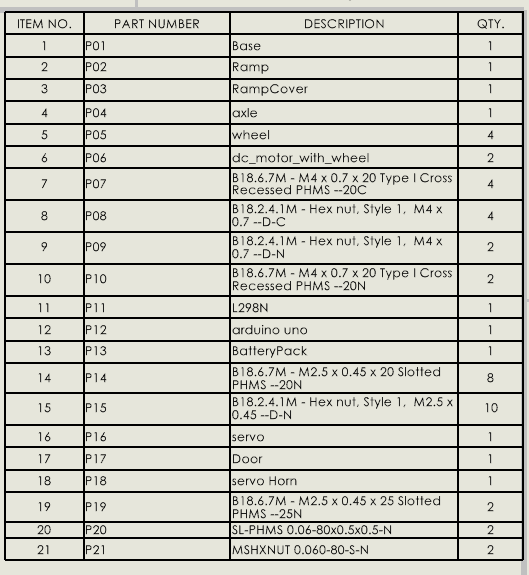 ITEM NO. PART NUMBER DESCRIPTION QTY.
1 P01 Base 1
2 P02 Ramp 1
3 P03 RampCover 1
4 P04 axle 1
5 P05 wheel 4
6 P06 dc_motor_with_wheel 2
7 P07 B18.6.7M - M4 x 0.7 x 20 Type I Cross
Recessed PHMS --20C 4
8 P08 B18.2.4.1M - Hex nut, Style 1,  M4 x
0.7 --D-C 4
9 P09 B18.2.4.1M - Hex nut, Style 1,  M4 x
0.7 --D-N 2
10 P10 B18.6.7M - M4 x 0.7 x 20 Type I Cross
Recessed PHMS --20N 2
11 P11 L298N 1
12 P12 arduino uno 1
13 P13 BatteryPack 1
14 P14 B18.6.7M - M2.5 x 0.45 x 20 Slotted
PHMS --20N 8
15 P15 B18.2.4.1M - Hex nut, Style 1,  M2.5 x
0.45 --D-N 10
16 P16 servo 1
17 P17 Door 1
18 P18 servo Horn 1
19 P19 B18.6.7M - M2.5 x 0.45 x 25 Slotted
PHMS --25N 2
20 P20 SL-PHMS 0.06-80x0.5x0.5-N 2
21 P21 MSHXNUT 0.060-80-S-N 2